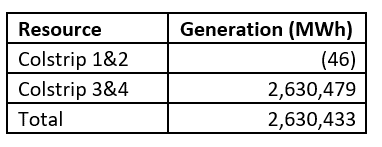 Resource Generation (MWh)
Colstrip 1&2 (46)
Colstrip 3&4 2,630,479
Total 2,630,433